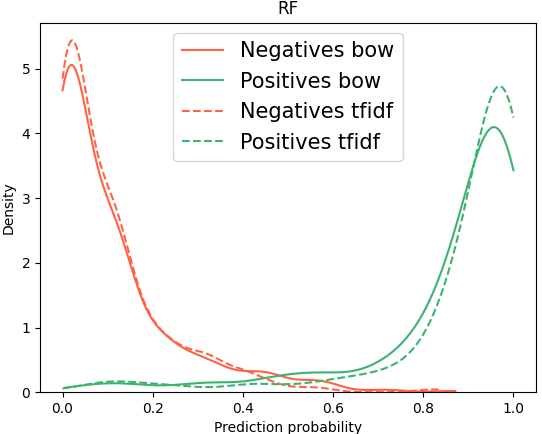 RF
Negatives bow
Positives bow
Negatives tfidf
Positives tfidf
Density
5
4
3
2
1
0
0.0 0.2 0.4 0.6 0.8 1.0
Prediction probability